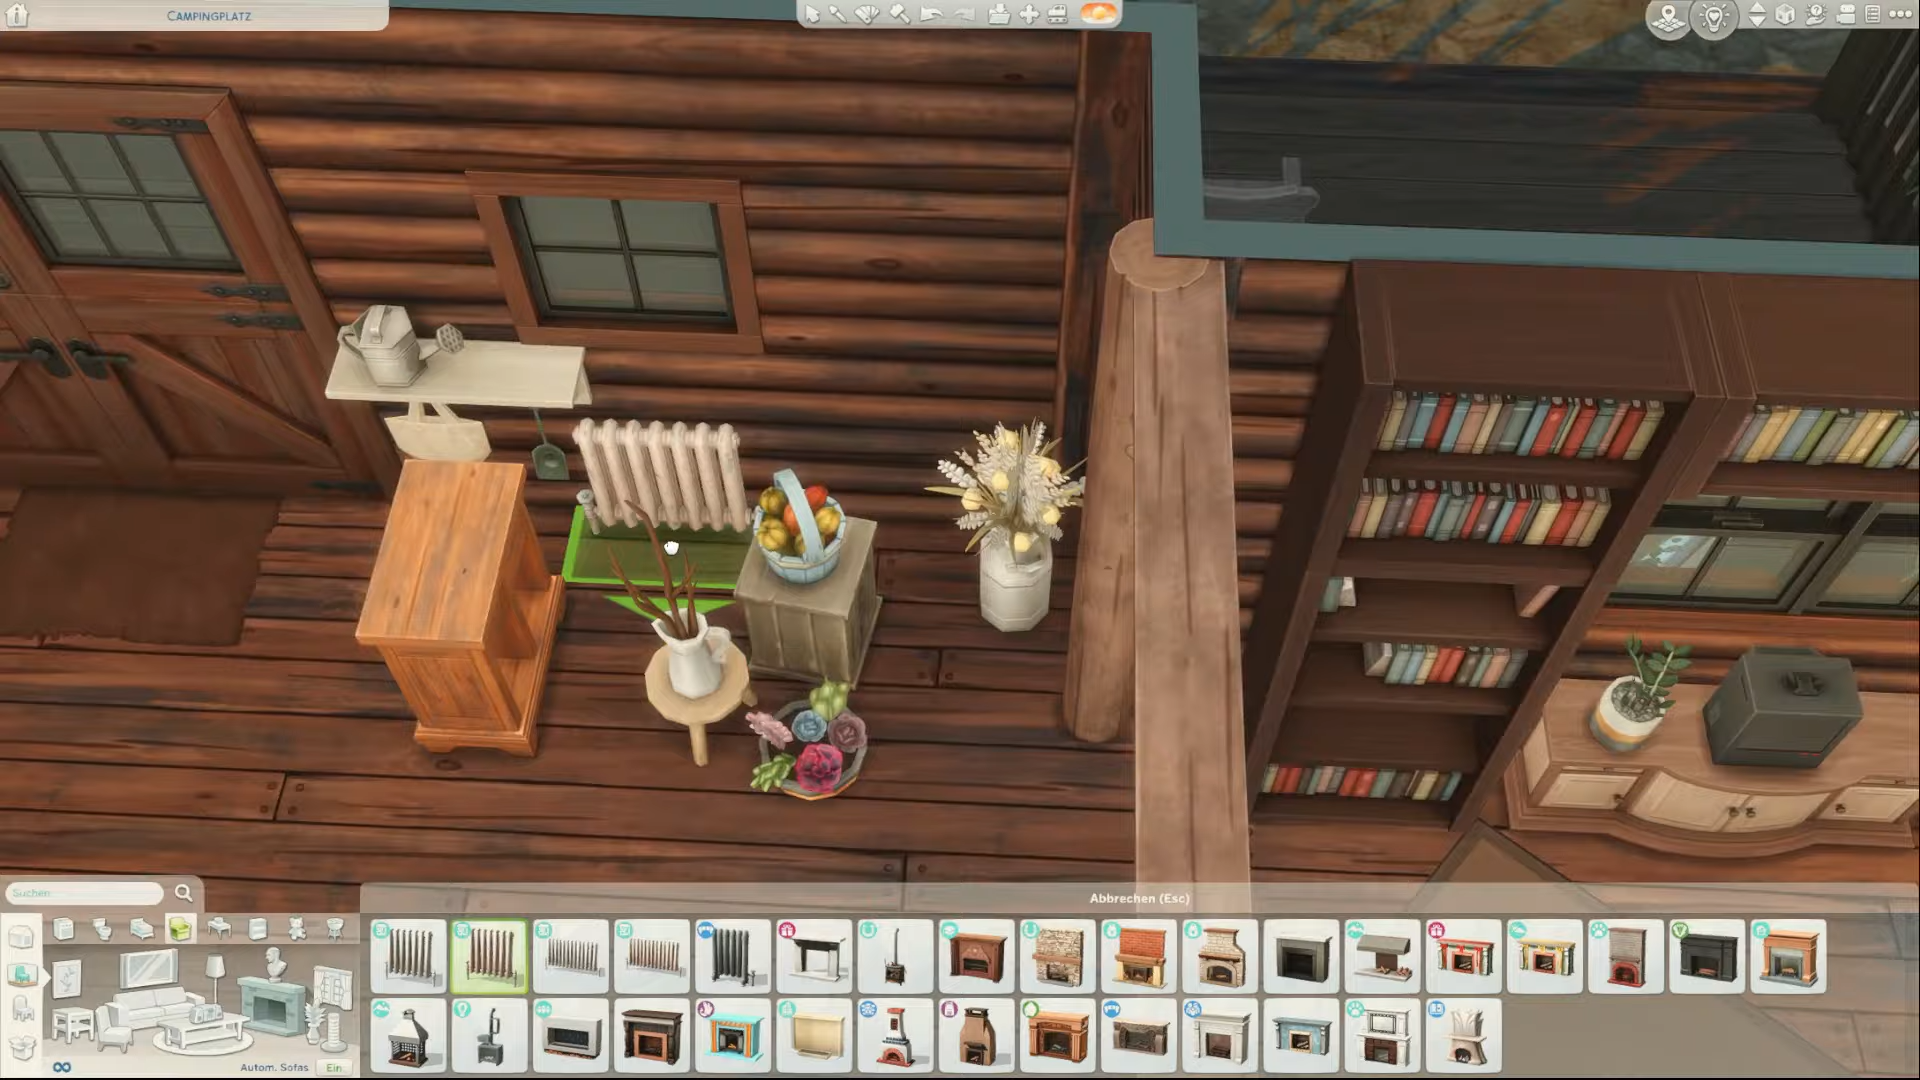 CAMPINGPLATZ
Abbrechen (Esc)
Suchen
Autom. Sofas
Ein